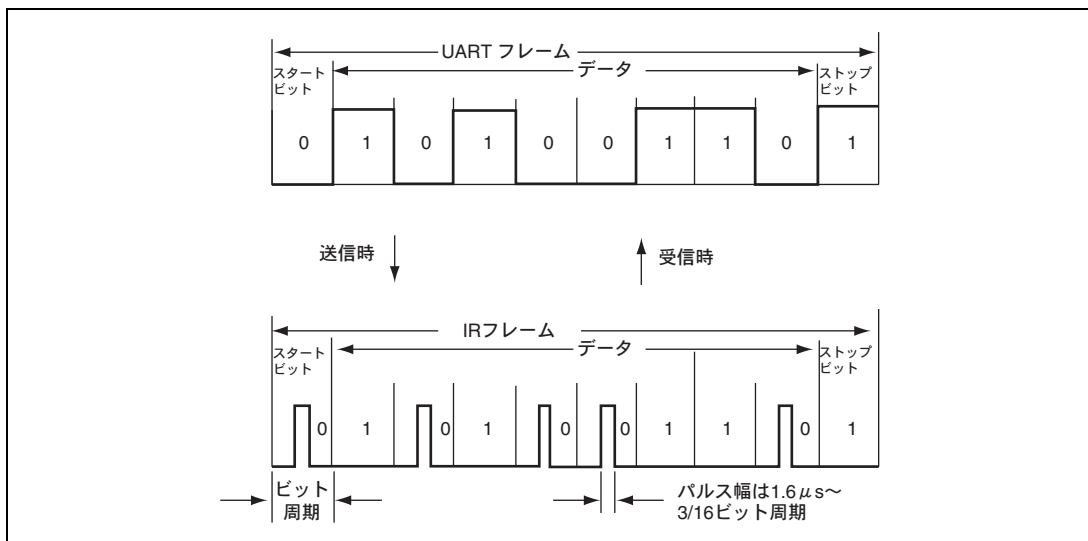 UART フレーム
スタート
ビット
データ
ストップ
ビット
0 1 0 1 0 0 1 1 0 1
送信時
受信時
IRフレーム
スタート
ビット
データ
ストップ
ビット
0 1 0 1 0 0 1 1 0 1
ビット
周期
パルス幅は1.6μs～
3/16ビット周期